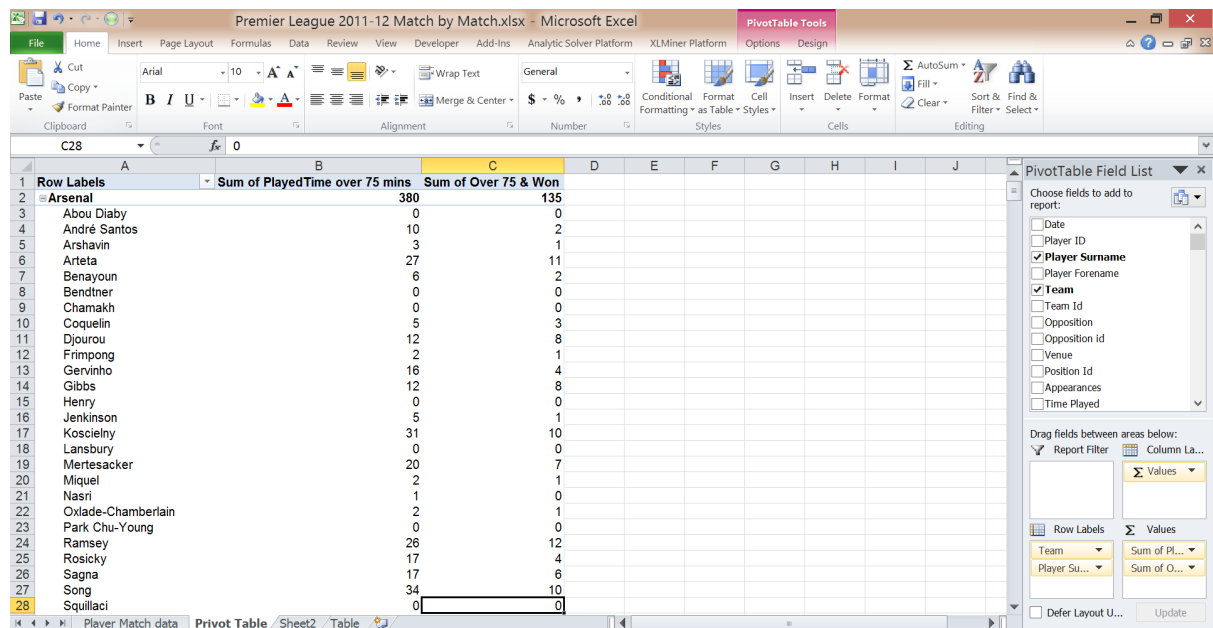 Premier League 2011-12 Match by Match.xlsx - Microsoft Excel
PivotTable Tools
File Home Insert Page Layout Formulas Data Review View Developer Add-Ins Analytic Solver Platform XLMiner Platform Options Design
Paste
Cut
Copy
Format Painter
Clipboard
Arial 10
B I U
Font
Wrap Text
Merge & Center
Alignment
General
$ % ,
Number
Conditional Formatting
Format as Table
Cell Styles
Styles
Insert Delete Format
Cells
Σ AutoSum
Fill
Clear
Sort & Filter
Find & Select
Editing
C28 fx 0
A B C D E F G H I J
1 Row Labels Sum of PlayedTime over 75 mins Sum of Over 75 & Won
2 Arsenal 380 135
3 Abou Diaby 0 0
4 André Santos 10 2
5 Arshavin 3 1
6 Arteta 27 11
7 Benayoun 6 2
8 Bendtner 0 0
9 Chamakh 0 0
10 Coquelin 5 3
11 Djourou 12 8
12 Frimpong 2 1
13 Gervinho 16 4
14 Gibbs 12 8
15 Henry 0 0
16 Jenkinson 5 1
17 Koscielny 31 10
18 Lansbury 0 0
19 Mertesacker 20 7
20 Miquel 2 1
21 Nasri 1 0
22 Oxlade-Chamberlain 2 1
23 Park Chu-Young 0 0
24 Ramsey 26 12
25 Rosicky 17 4
26 Sagna 17 6
27 Song 34 10
28 Squillaci 0 0
Player Match data Privot Table Sheet2 Table
PivotTable Field List
Choose fields to add to
report:
Date
Player ID
Player Surname
Player Forename
Team
Team Id
Opposition
Opposition id
Venue
Position Id
Appearances
Time Played
Drag fields between areas below:
Report Filter Column La...
Σ Values
Row Labels Σ Values
Team Sum of Pl...
Player Su... Sum of O...
Defer Layout U... Update